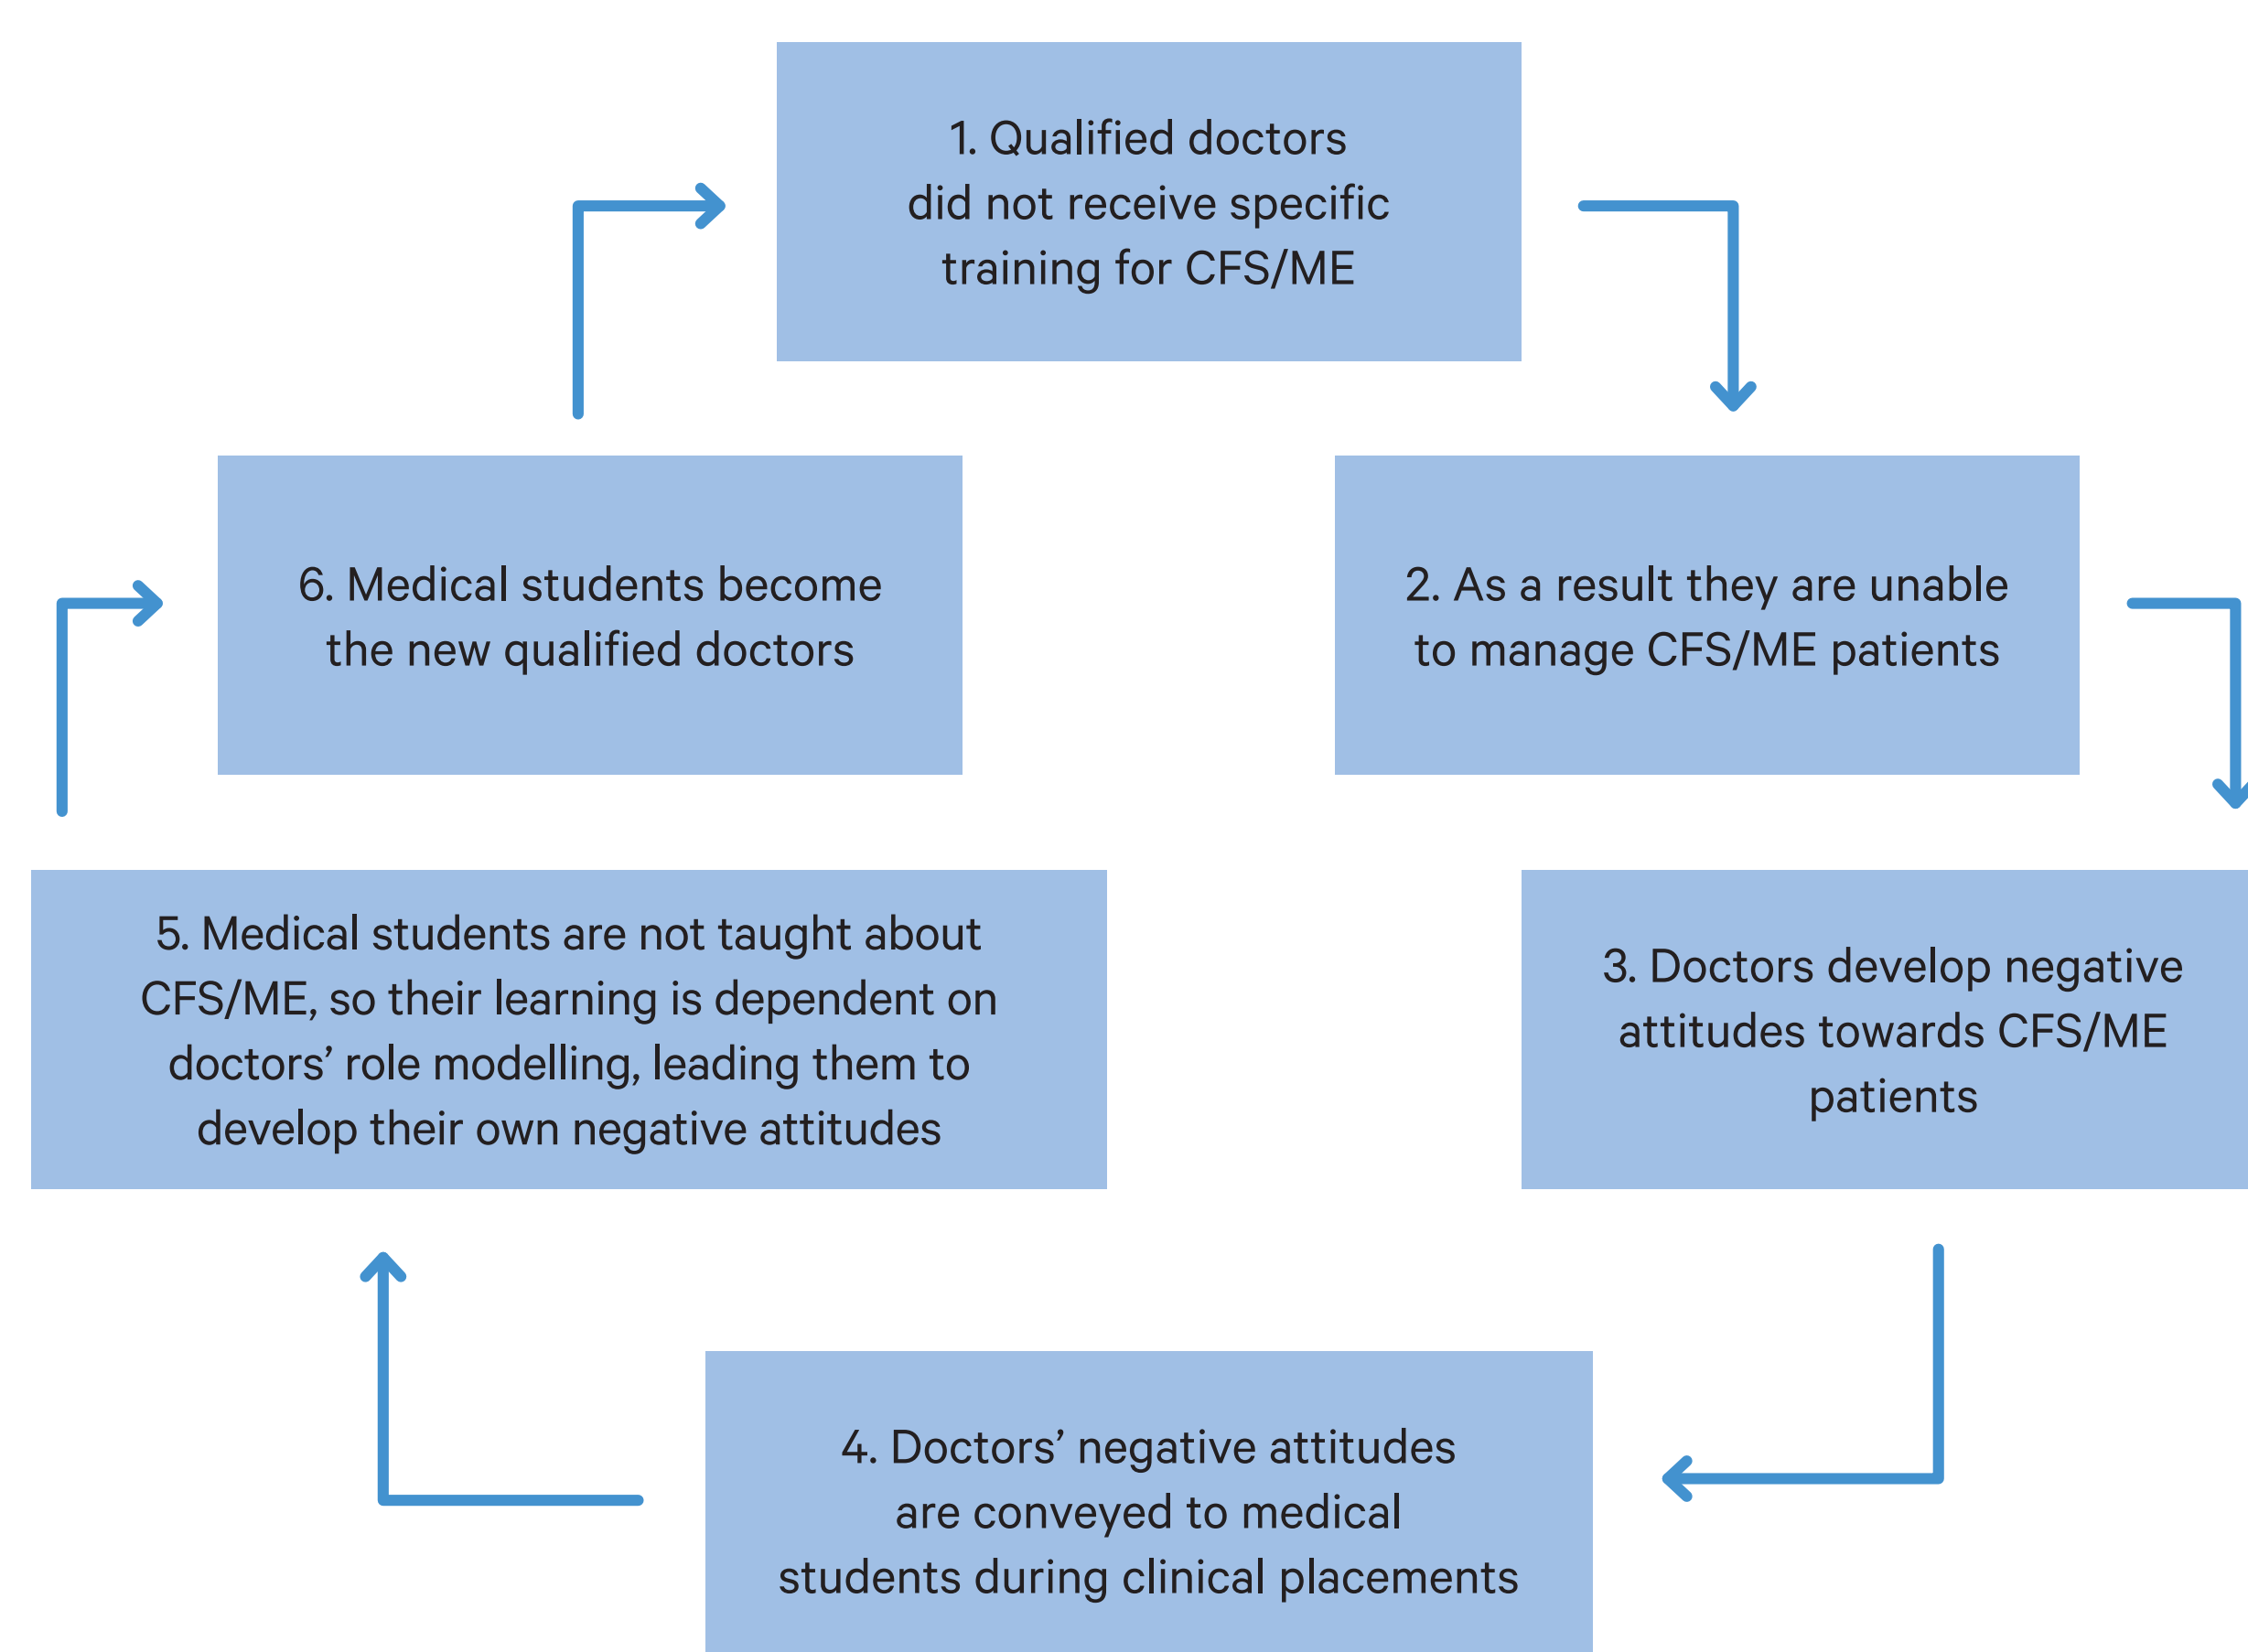 1. Qualified doctors
did not receive specific
training for CFS/ME
2. As a result they are unable
to manage CFS/ME patients
3. Doctors develop negative
attitudes towards CFS/ME
patients
4. Doctors’ negative attitudes
are conveyed to medical
students during clinical placements
5. Medical students are not taught about
CFS/ME, so their learning is dependent on
doctors’ role modelling, leading them to
develop their own negative attitudes
6. Medical students become
the new qualified doctors